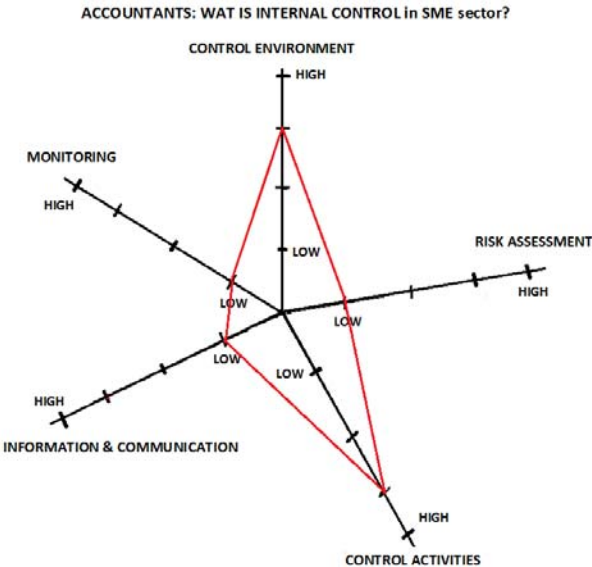 ACCOUNTANTS: WAT IS INTERNAL CONTROL in SME sector?
CONTROL ENVIRONMENT
HIGH
MONITORING
HIGH
LOW
RISK ASSESSMENT
HIGH
LOW
LOW
LOW
LOW
HIGH
INFORMATION & COMMUNICATION
HIGH
CONTROL ACTIVITIES